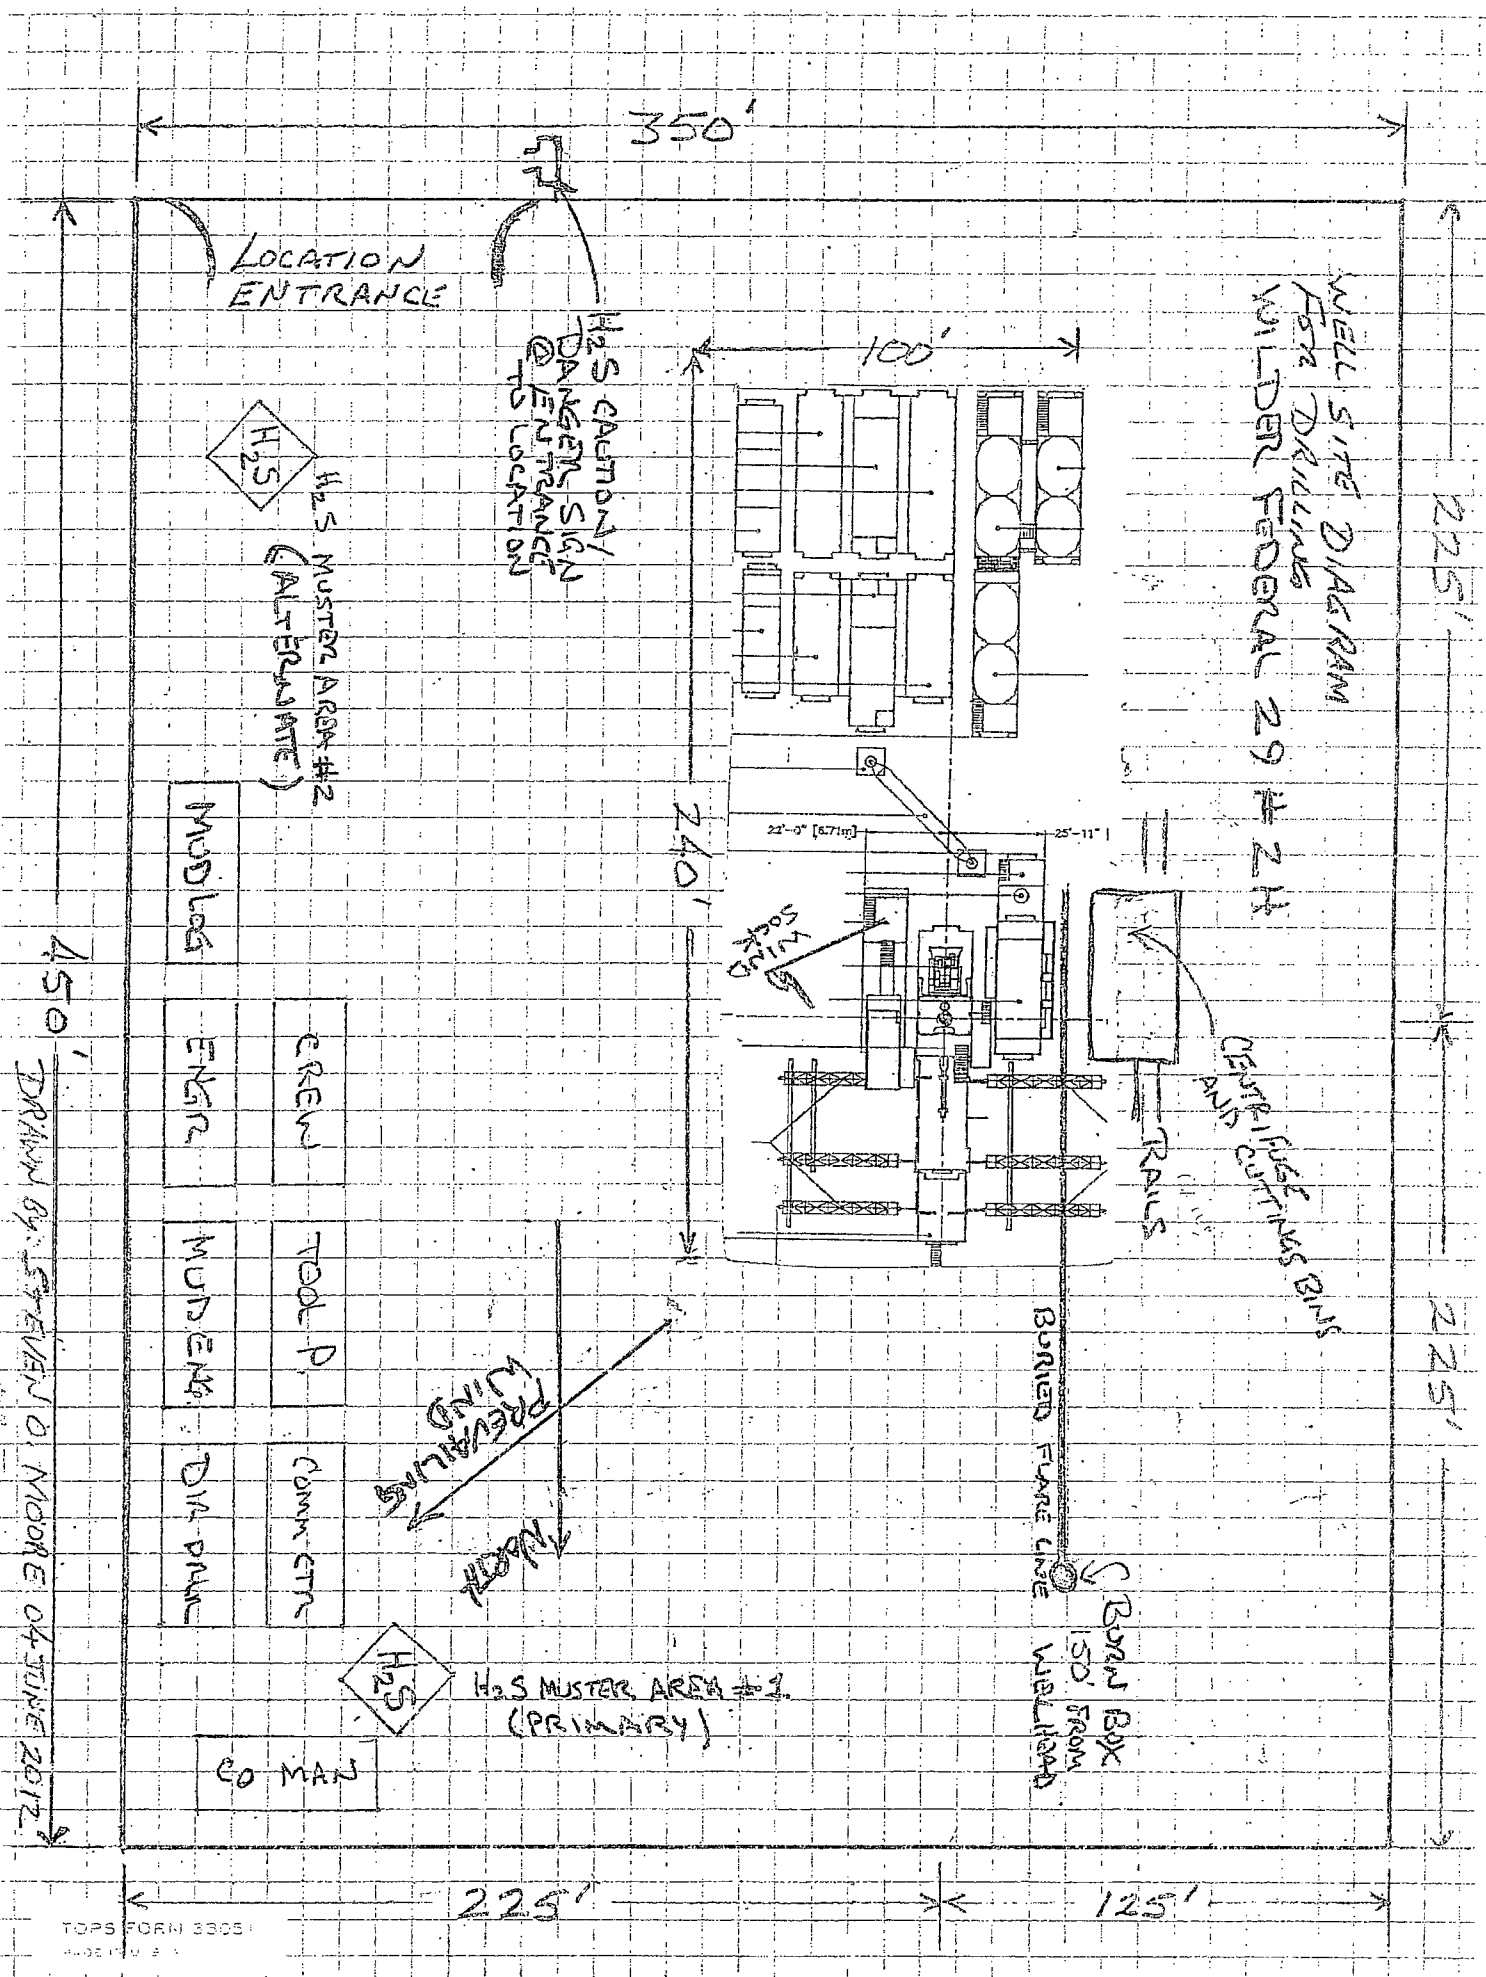 350'
LOCATION
ENTRANCE
H2S CAUTION/
DANGER SIGN
@ ENTRANCE
TO LOCATION
100'
WELL SITE DIAGRAM
FOR DRILLING
WILDER FEDERAL 29 # 2H
225'
225'
H2S
H2S MUSTER AREA #2
(ALTERNATE)
240'
22'-0" [6.71m]
25'-11"
WIND
SOCK
CENTRIFUGE
AND CUTTINGS BINS
RAILS
MUD LOG
ENGR
CREW
MUD ENG.
TOOL P.
DIR DRILL
COMM CTR
PREVAILING
WIND
NORTH
BURIED FLARE LINE
BURN BOX
150' FROM
WELLHEAD
H2S
H2S MUSTER AREA #1
(PRIMARY)
CO MAN
450'
DRAWN BY: STEVEN O. MOORE 04 JUNE 2012
225'
125'
TOPS FORM 3305